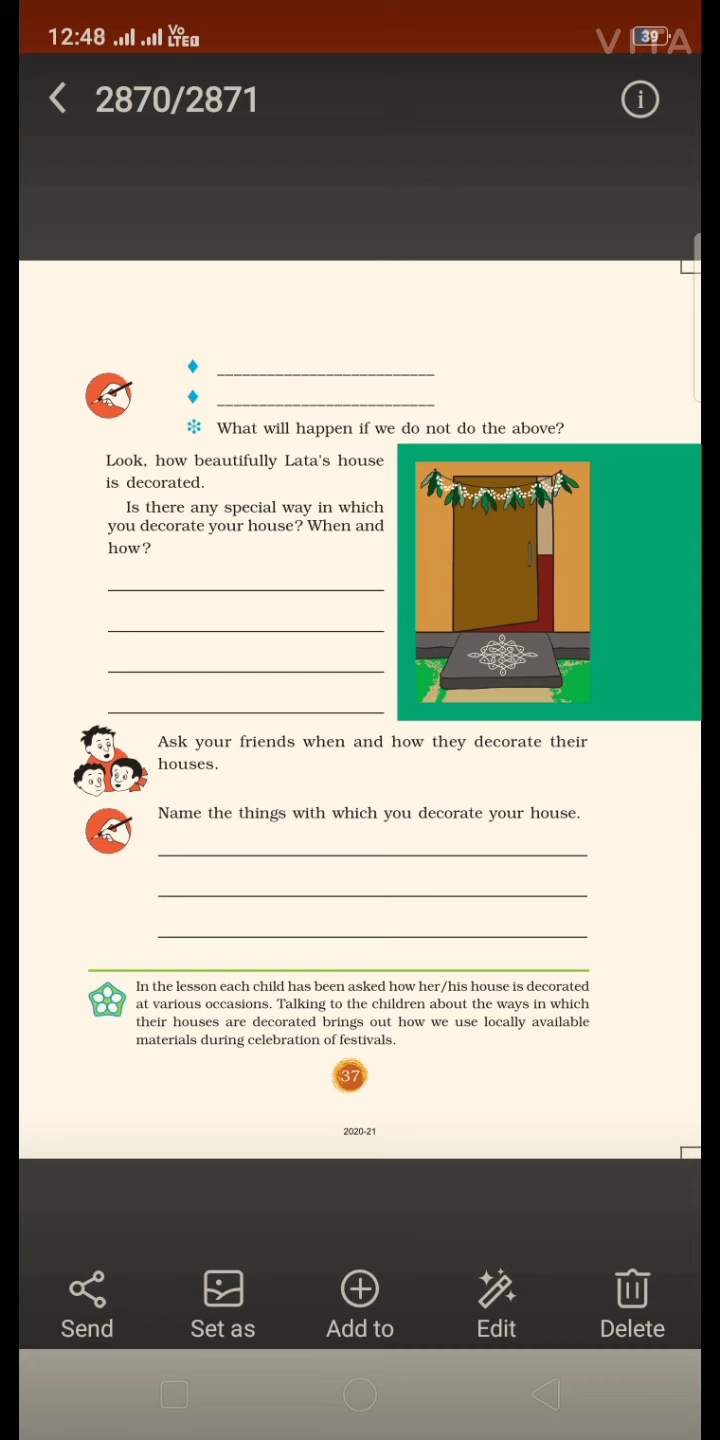 12:48 Vo LTE 39
VITA
2870/2871
What will happen if we do not do the above?
Look, how beautifully Lata's house
is decorated.
Is there any special way in which
you decorate your house? When and
how?
Ask your friends when and how they decorate their
houses.
Name the things with which you decorate your house.
In the lesson each child has been asked how her/his house is decorated
at various occasions. Talking to the children about the ways in which
their houses are decorated brings out how we use locally available
materials during celebration of festivals.
37
2020-21
Send Set as Add to Edit Delete